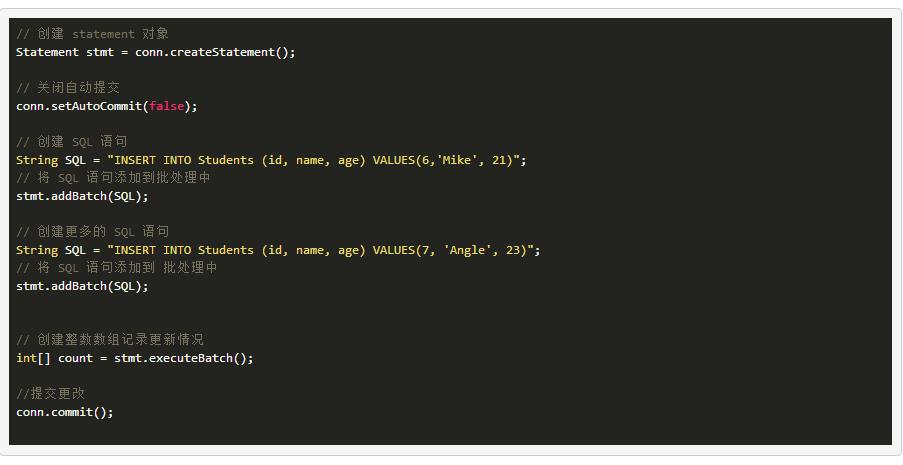 // 创建 statement 对象
Statement stmt = conn.createStatement();
// 关闭自动提交
conn.setAutoCommit(false);
// 创建 SQL 语句
String SQL = "INSERT INTO Students (id, name, age) VALUES(6,'Mike', 21)";
// 将 SQL 语句添加到批处理中
stmt.addBatch(SQL);
// 创建更多的 SQL 语句
String SQL = "INSERT INTO Students (id, name, age) VALUES(7, 'Angle', 23)";
// 将 SQL 语句添加到 批处理中
stmt.addBatch(SQL);
// 创建整数数组记录更新情况
int[] count = stmt.executeBatch();
//提交更改
conn.commit();